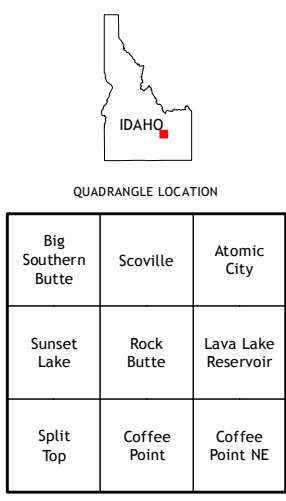 IDAHO
QUADRANGLE LOCATION
Big
Southern
Butte
Scoville
Atomic
City
Sunset
Lake
Rock
Butte
Lava Lake
Reservoir
Split
Top
Coffee
Point
Coffee
Point NE